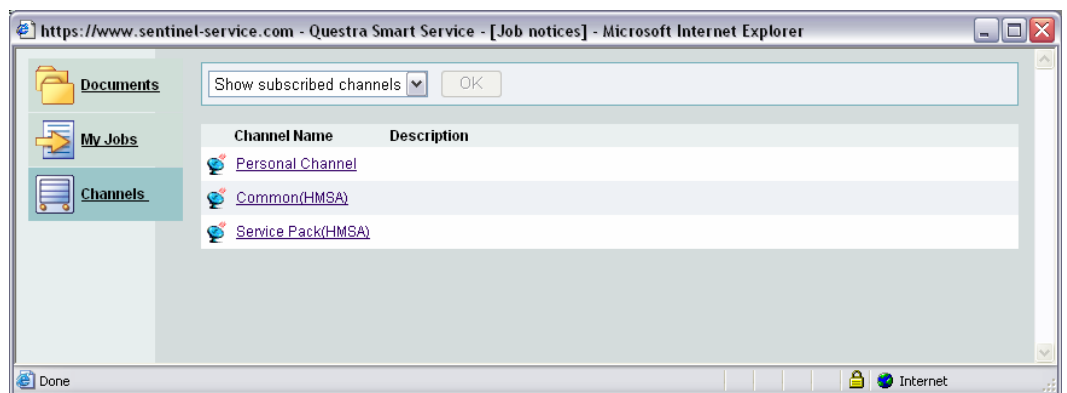 https://www.sentinel-service.com - Questra Smart Service - [Job notices] - Microsoft Internet Explorer
Documents
Show subscribed channels OK
My Jobs
Channel Name Description
Personal Channel
Channels
Common(HMSA)
Service Pack(HMSA)
Done Internet